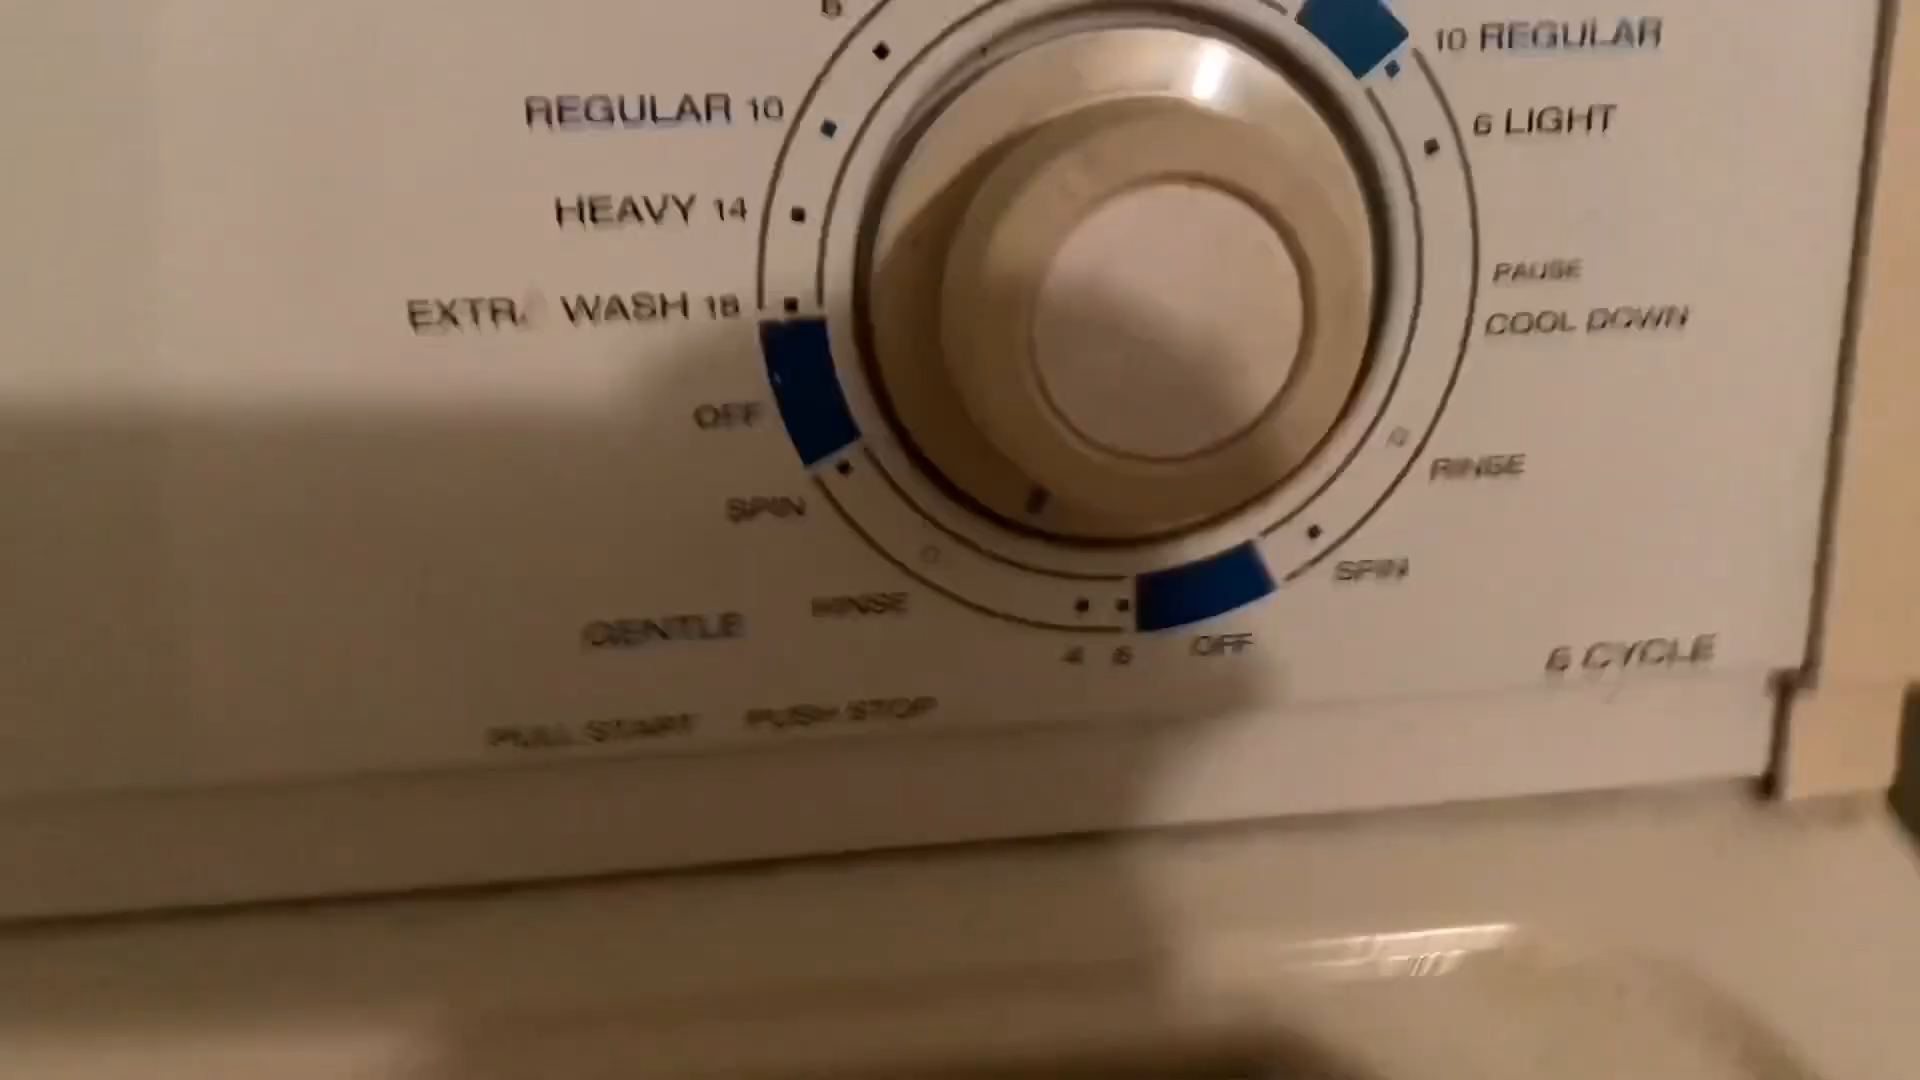 6
10 REGULAR
REGULAR 10
6 LIGHT
HEAVY 14
PAUSE
COOL DOWN
WASH 18
OFF
RINSE
SPIN
SPIN
RINSE
GENTLE
4 6
OFF
6 CYCLE
PULL START PUSH STOP